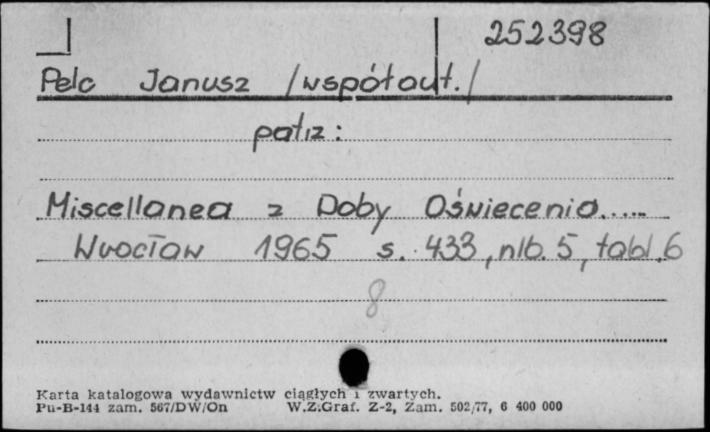 252398
Pelc Janusz /współaut./
patrz:
Miscellanea z Doby Oświecenia.....
Wrocław 1965 s. 433, nlb. 5, tabl. 6
8
Karta katalogowa wydawnictw ciągłych i zwartych.
Pu-B-144 zam. 567/DW/On W.Z.Graf. Z-2, Zam. 502/77, 6 400 000